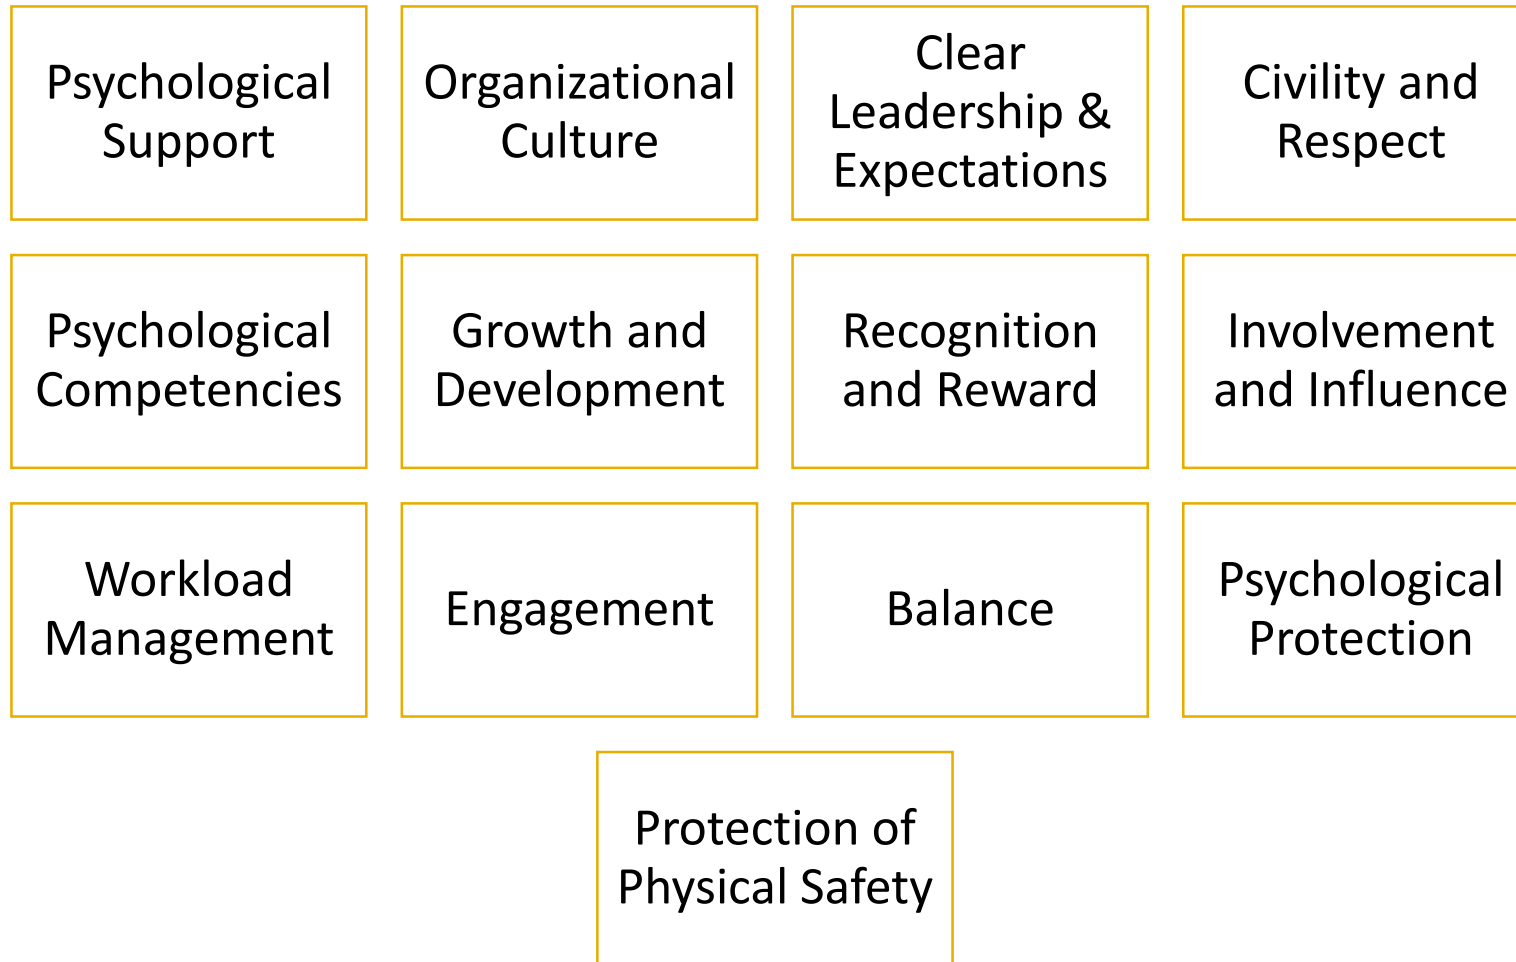 Psychological
Support
Organizational
Culture
Clear
Leadership &
Expectations
Civility and
Respect
Psychological
Competencies
Growth and
Development
Recognition
and Reward
Involvement
and Influence
Workload
Management
Engagement
Balance
Psychological
Protection
Protection of
Physical Safety